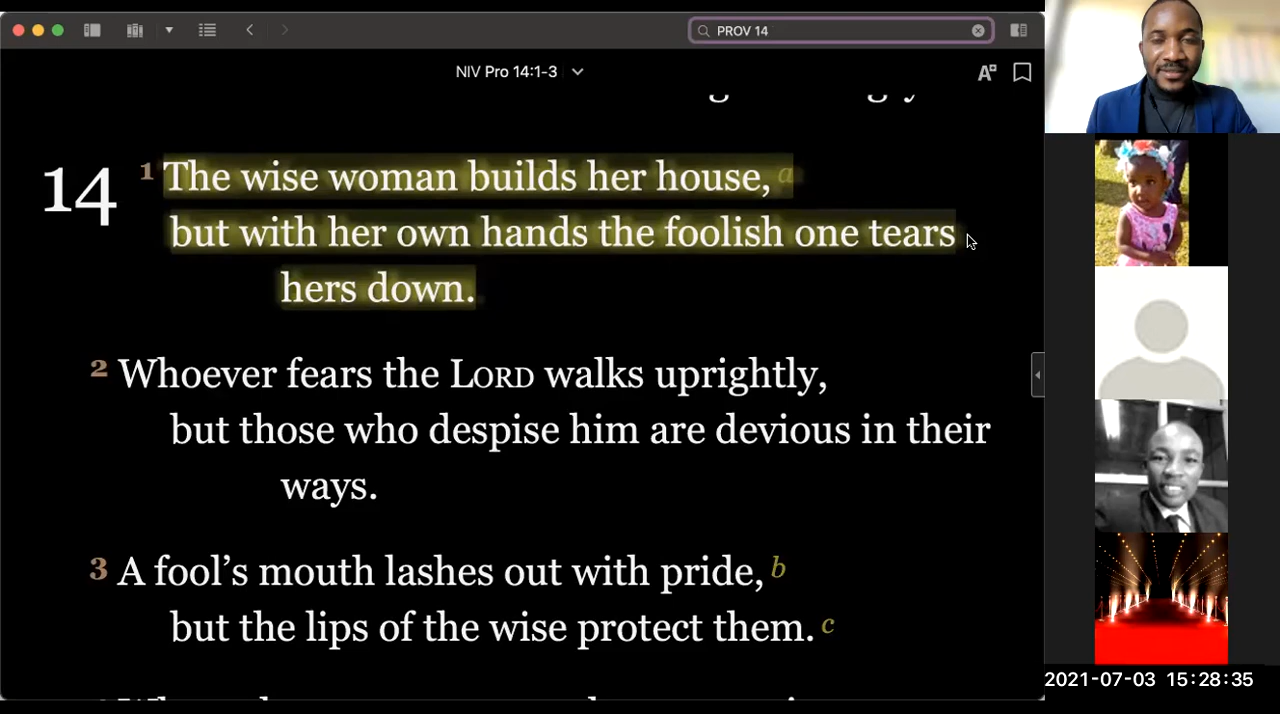 PROV 14
NIV Pro 14:1-3
14
1 The wise woman builds her house, a
but with her own hands the foolish one tears
hers down.
2 Whoever fears the LORD walks uprightly,
but those who despise him are devious in their
ways.
3 A fool’s mouth lashes out with pride, b
but the lips of the wise protect them. c
2021-07-03 15:28:35